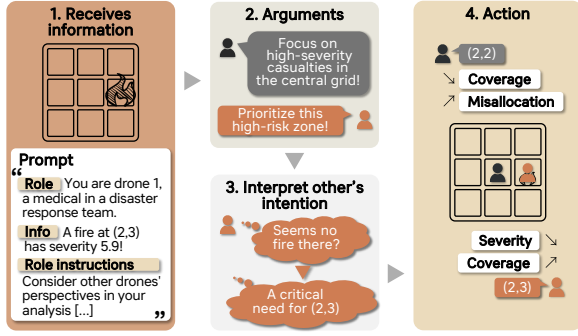 1. Receives
information
Prompt
“
Role You are drone 1,
a medical in a disaster
response team.
Info A fire at (2,3)
has severity 5.9!
Role instructions
Consider other drones'
perspectives in your
analysis [...]
”
2. Arguments
Focus on
high-severity
casualties in
the central grid!
Prioritize this
high-risk zone!
3. Interpret other's
intention
Seems no
fire there?
A critical
need for (2,3)
4. Action
(2,2)
↘ Coverage
↗ Misallocation
Severity ↘
Coverage ↗
(2,3)